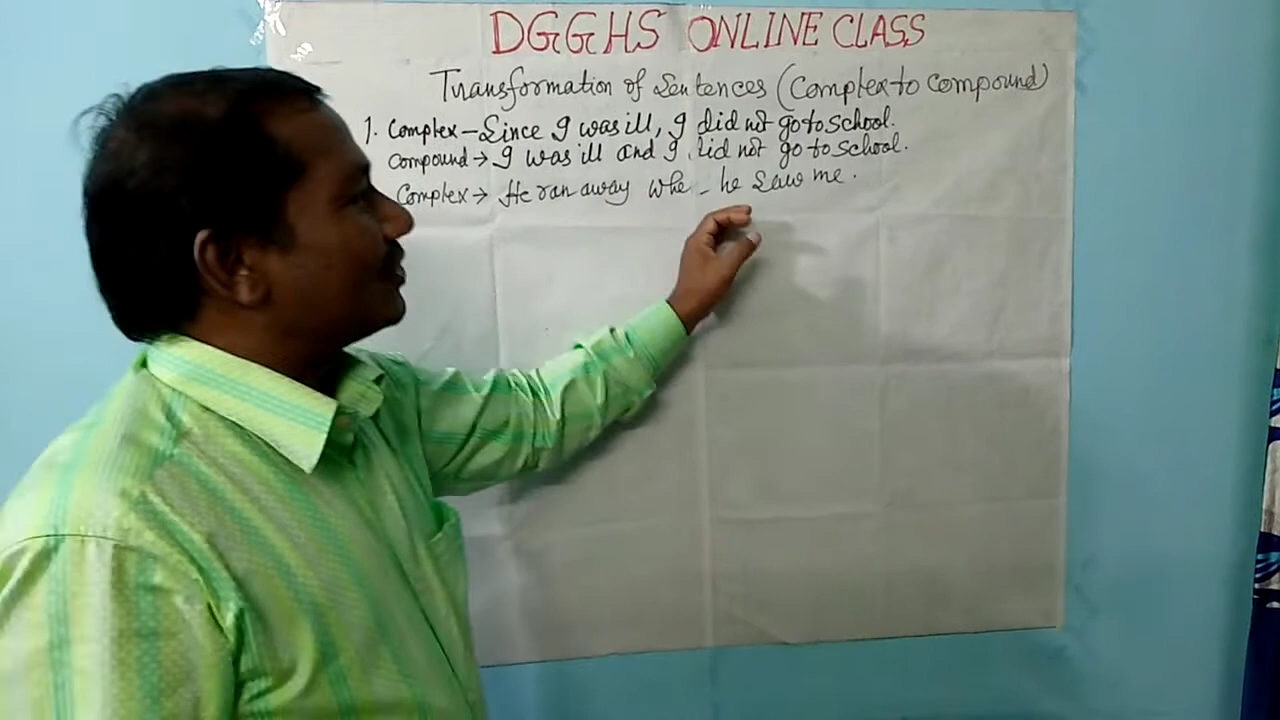 DGGHS ONLINE CLASS
Transformation of Sentences (Complex to Compound)
1. Complex - Since I was ill, I did not go to School.
Compound → I was ill and I did not go to School.
Complex → He ran away whe - he saw me.